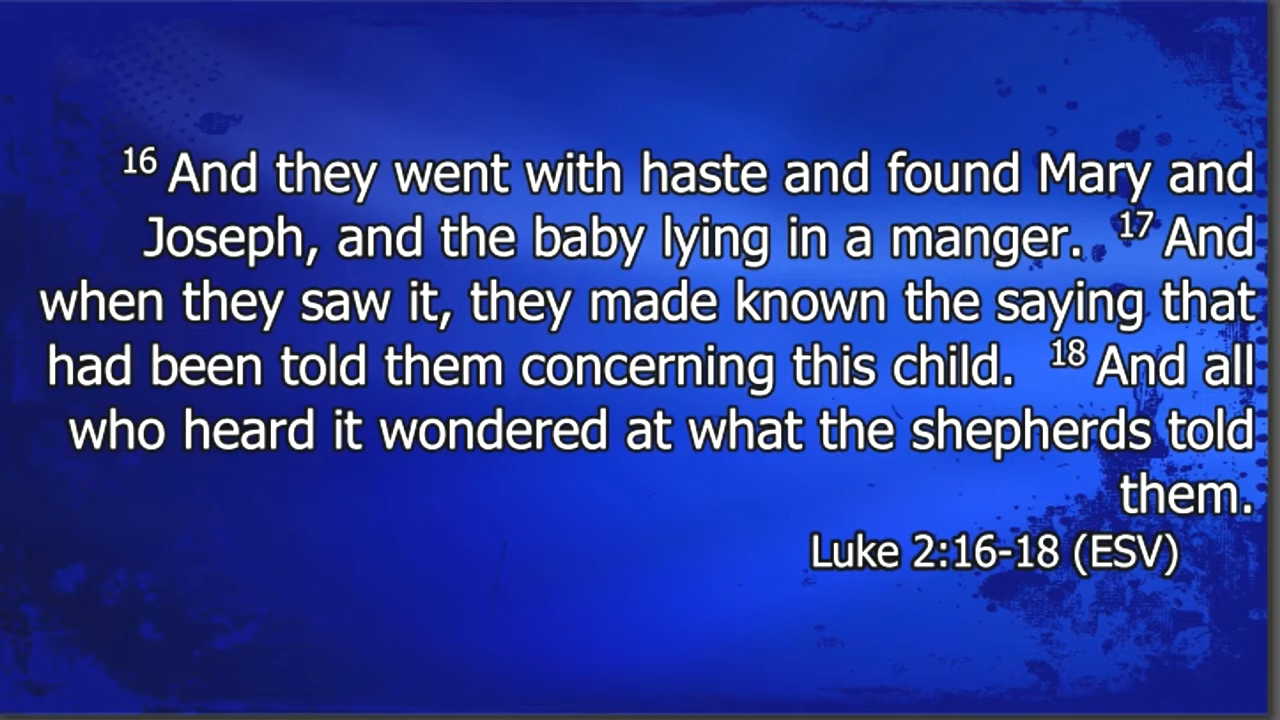 16 And they went with haste and found Mary and
Joseph, and the baby lying in a manger. 17 And
when they saw it, they made known the saying that
had been told them concerning this child. 18 And all
who heard it wondered at what the shepherds told
them.
Luke 2:16-18 (ESV)